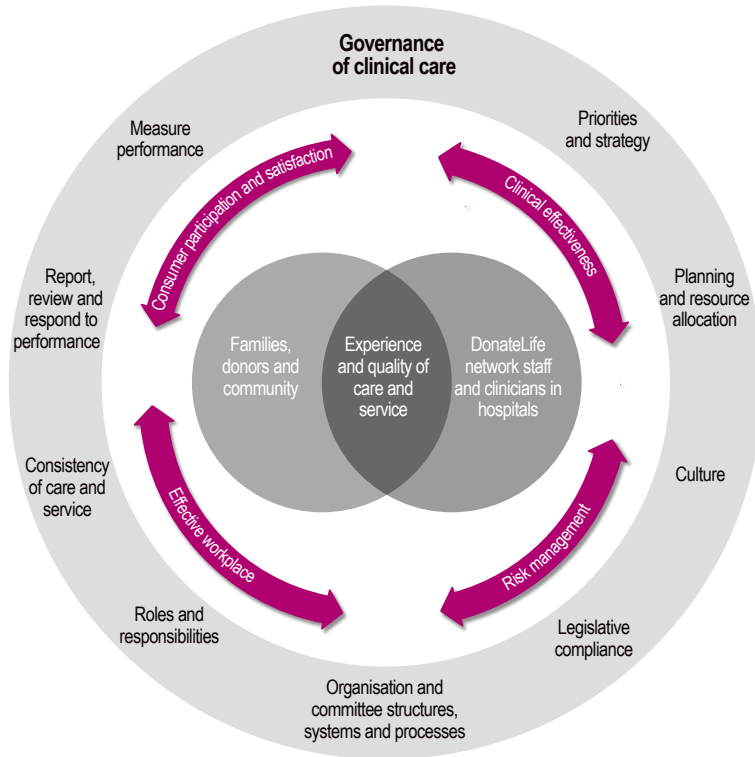 Governance
of clinical care
Measure
performance
Priorities
and strategy
Consumer participation and satisfaction
Clinical effectiveness
Report,
review and
respond to
performance
Planning
and resource
allocation
Families,
donors and
community
Experience
and quality of
care and
service
DonateLife
network staff
and clinicians in
hospitals
Consistency
of care and
service
Culture
Effective workplace
Risk management
Roles and
responsibilities
Legislative
compliance
Organisation and
committee structures,
systems and processes